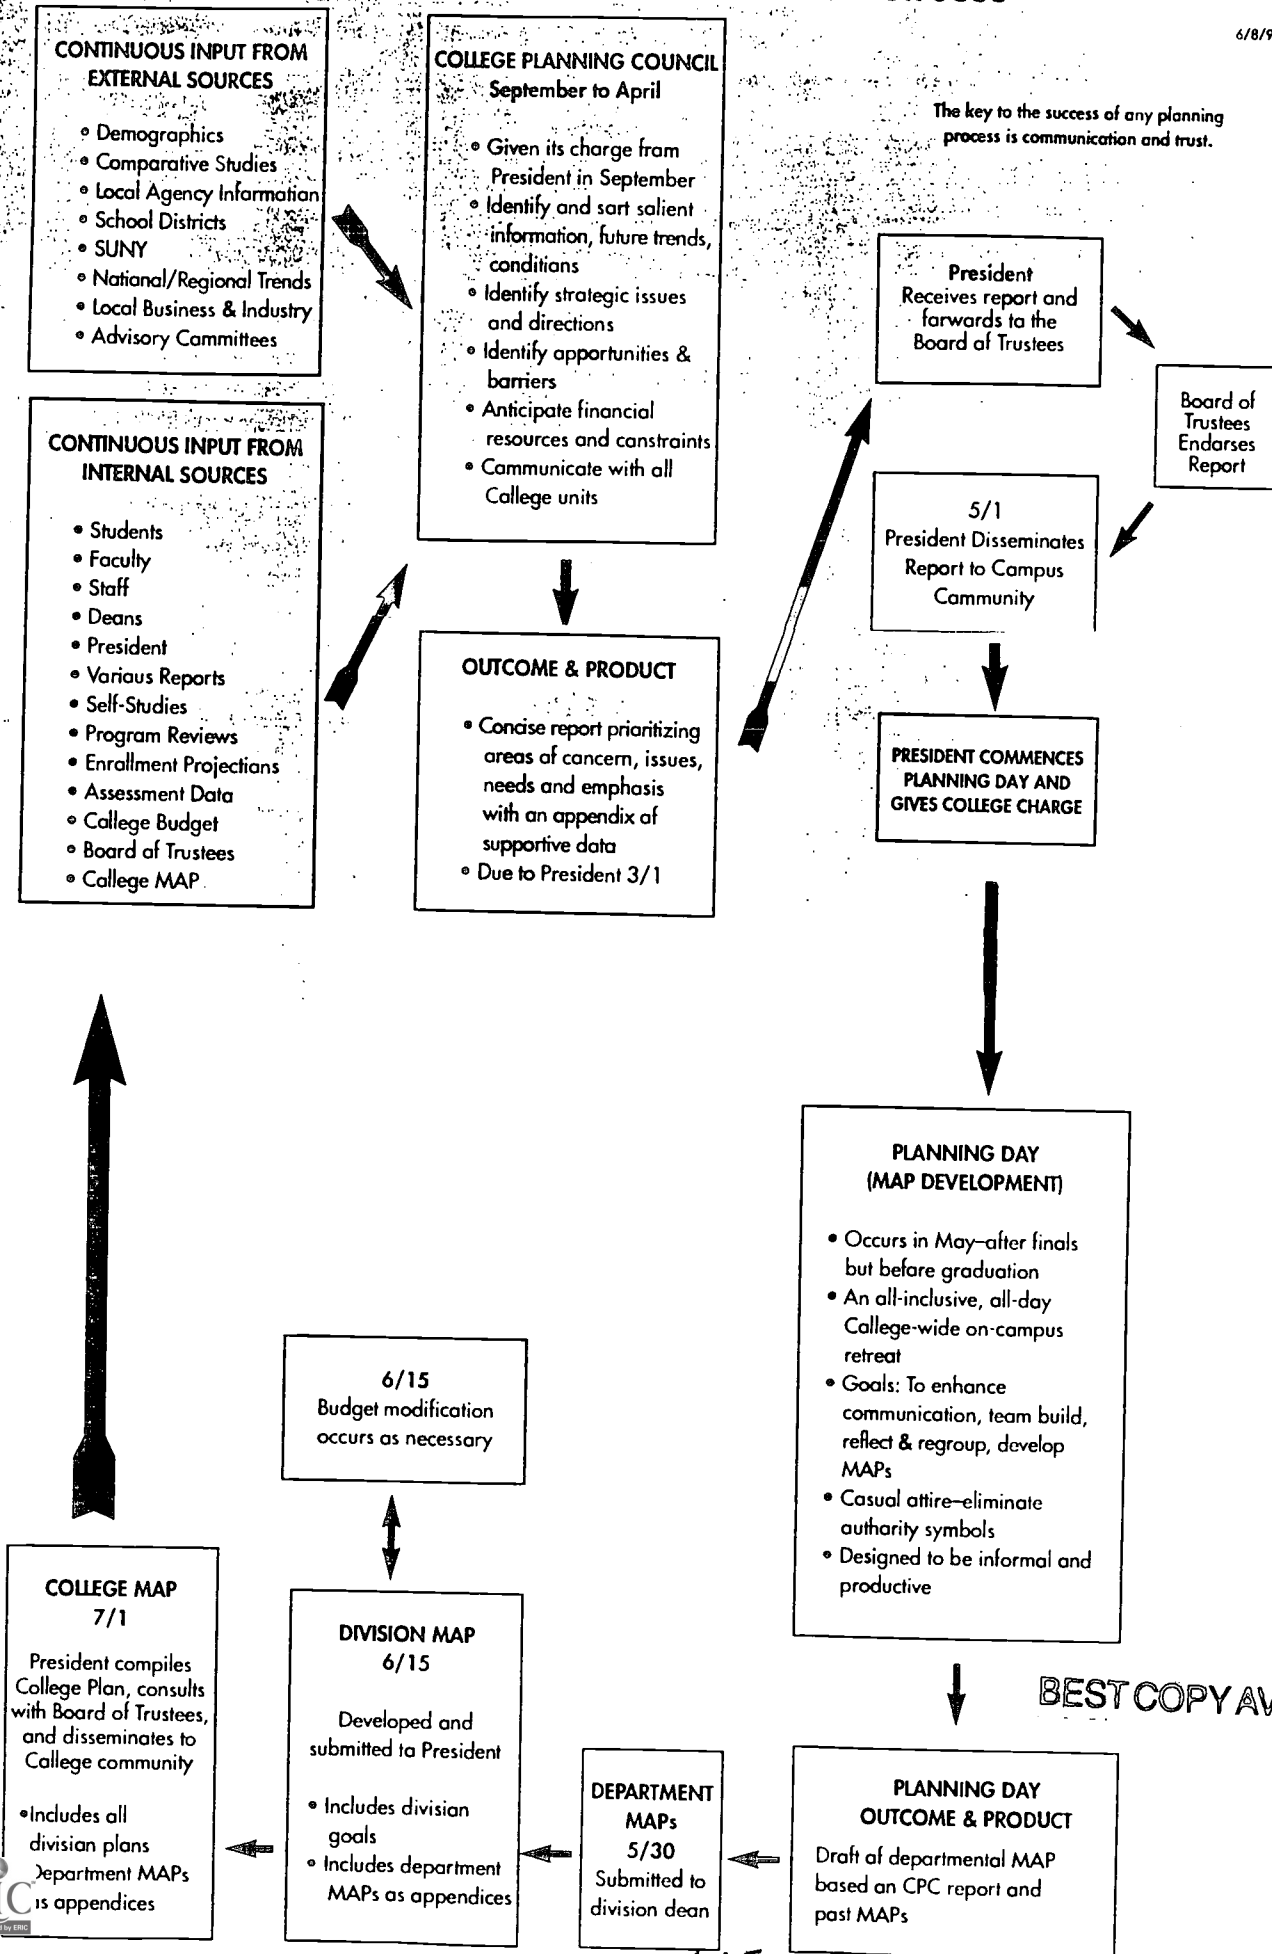 6/8/9
The key to the success of any planning
process is communication and trust.
CONTINUOUS INPUT FROM
EXTERNAL SOURCES
• Demographics
• Comparative Studies
• Local Agency Information
• School Districts
• SUNY
• National/Regional Trends
• Local Business & Industry
• Advisory Committees
CONTINUOUS INPUT FROM
INTERNAL SOURCES
• Students
• Faculty
• Staff
• Deans
• President
• Various Reports
• Self-Studies
• Program Reviews
• Enrollment Projections
• Assessment Data
• College Budget
• Board of Trustees
• College MAP
COLLEGE PLANNING COUNCIL
September to April
• Given its charge from
President in September
• Identify and sort salient
information, future trends,
conditions
• Identify strategic issues
and directions
• Identify opportunities &
barriers
• Anticipate financial
resources and constraints
• Communicate with all
College units
OUTCOME & PRODUCT
• Concise report prioritizing
areas of concern, issues,
needs and emphasis
with an appendix of
supportive data
• Due to President 3/1
President
Receives report and
forwards to the
Board of Trustees
Board of
Trustees
Endorses
Report
5/1
President Disseminates
Report to Campus
Community
PRESIDENT COMMENCES
PLANNING DAY AND
GIVES COLLEGE CHARGE
PLANNING DAY
(MAP DEVELOPMENT)
• Occurs in May–after finals
but before graduation
• An all-inclusive, all-day
College-wide on-campus
retreat
• Goals: To enhance
communication, team build,
reflect & regroup, develop
MAPs
• Casual attire–eliminate
authority symbols
• Designed to be informal and
productive
BEST COPY AV
PLANNING DAY
OUTCOME & PRODUCT
Draft of departmental MAP
based on CPC report and
past MAPs
DEPARTMENT
MAPs
5/30
Submitted to
division dean
6/15
Budget modification
occurs as necessary
DIVISION MAP
6/15
Developed and
submitted to President
• Includes division
goals
• Includes department
MAPs as appendices
COLLEGE MAP
7/1
President compiles
College Plan, consults
with Board of Trustees,
and disseminates to
College community
• Includes all
division plans
Department MAPs
as appendices
by ERIC